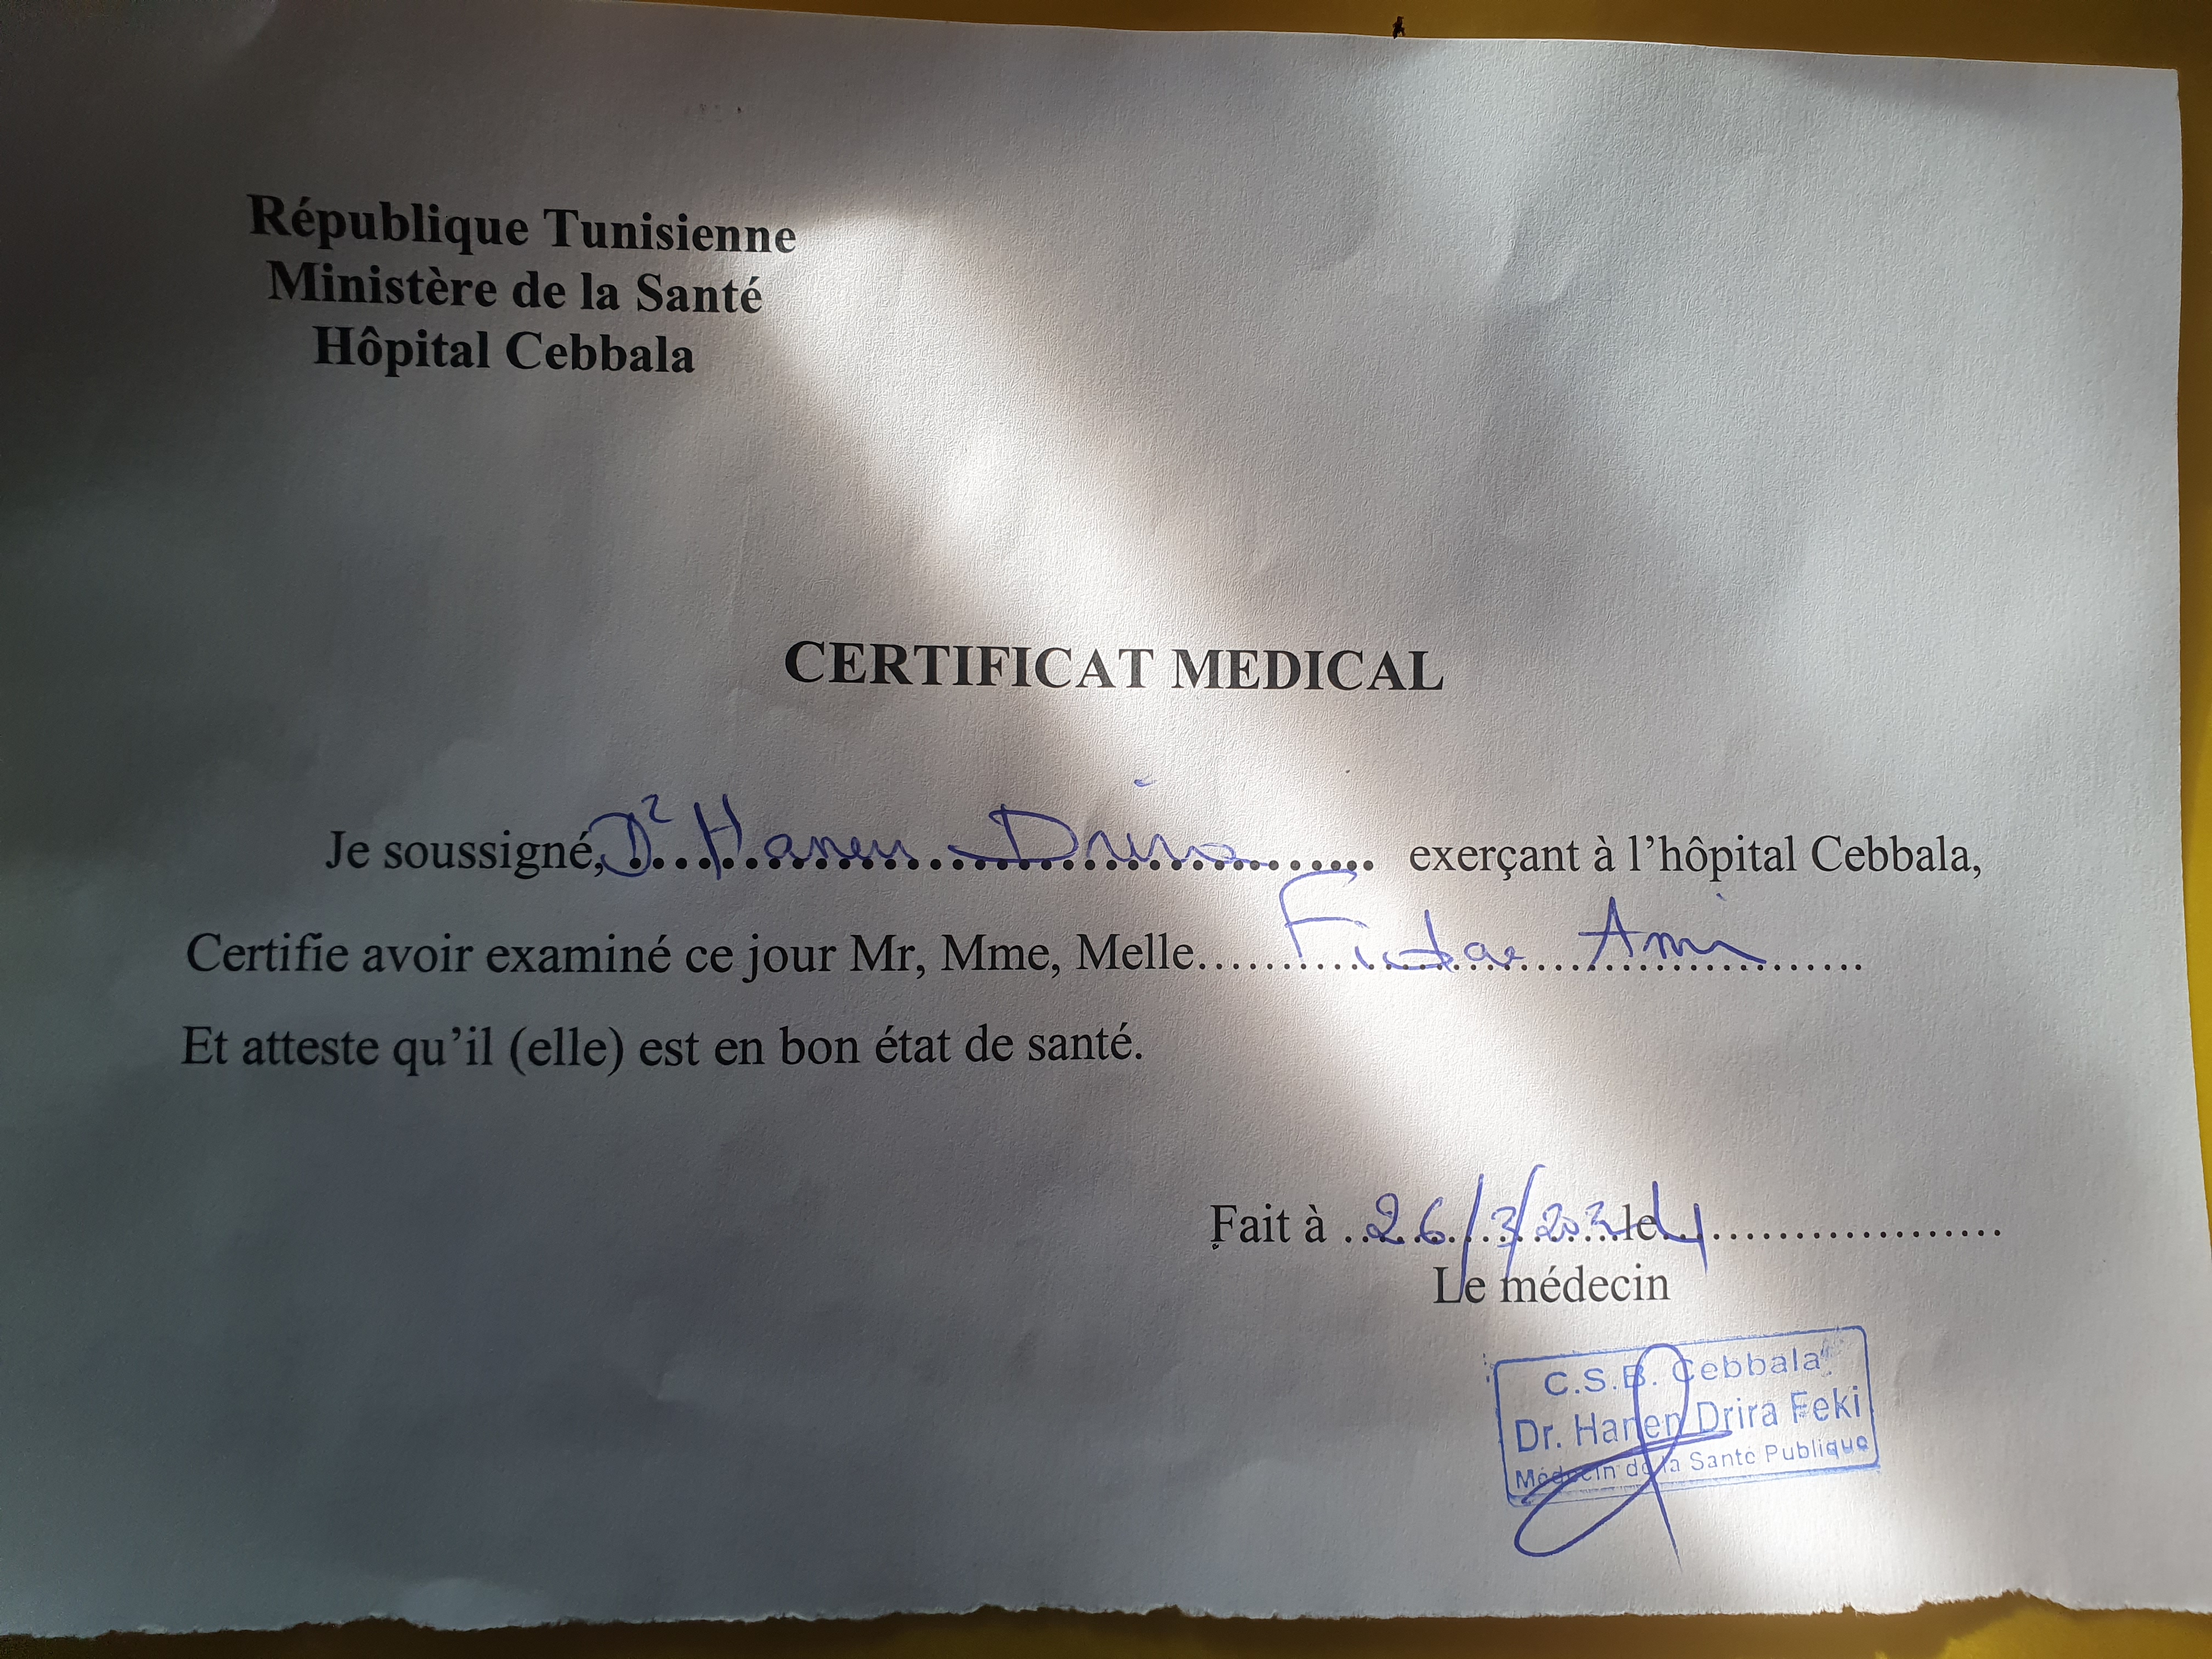 République Tunisienne
Ministère de la Santé
Hôpital Cebbala
CERTIFICAT MEDICAL
Je soussigné, Dr Hanen Drira exerçant à l'hôpital Cebbala,
Certifie avoir examiné ce jour Mr, Mme, Melle
Et atteste qu'il (elle) est en bon état de santé.
Fait à 26/3/ le
Le médecin
C.S.B. Cebbala
Dr. Hanen Drira Feki
Médecin de la Santé Publique